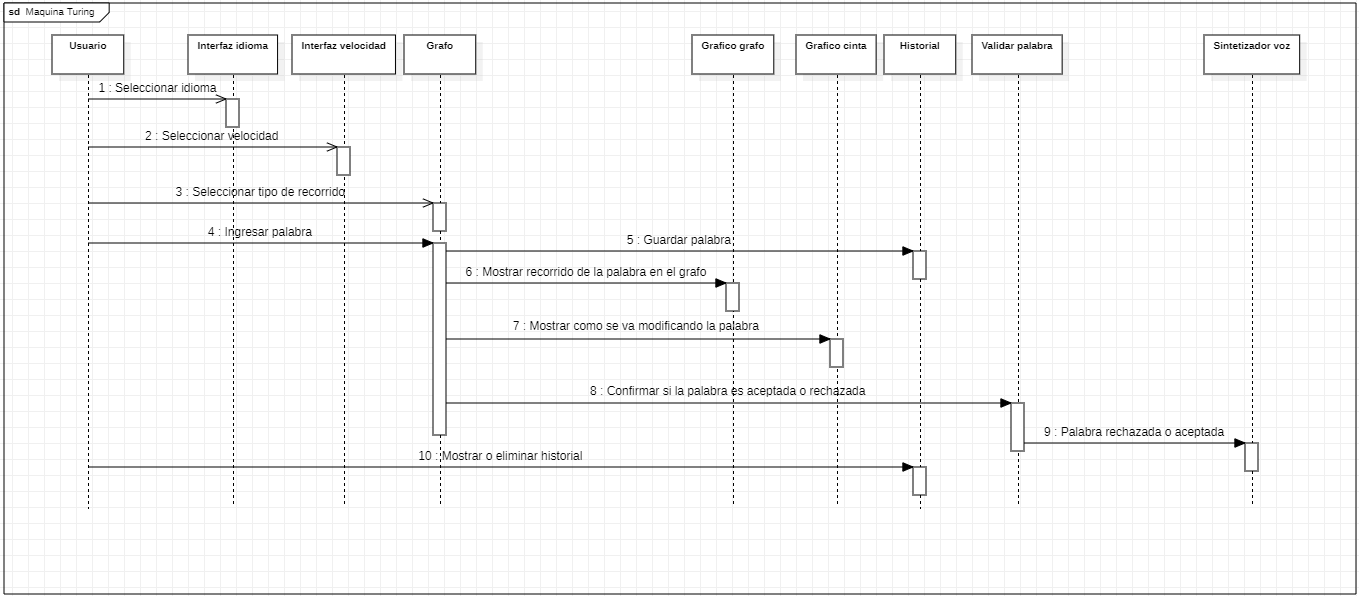 sd Maquina Turing
Usuario
Interfaz idioma
Interfaz velocidad
Grafo
Grafico grafo
Grafico cinta
Historial
Validar palabra
Sintetizador voz
1 : Seleccionar idioma
2 : Seleccionar velocidad
3 : Seleccionar tipo de recorrido
4 : Ingresar palabra
5 : Guardar palabra
6 : Mostrar recorrido de la palabra en el grafo
7 : Mostrar como se va modificando la palabra
8 : Confirmar si la palabra es aceptada o rechazada
9 : Palabra rechazada o aceptada
10 : Mostrar o eliminar historial